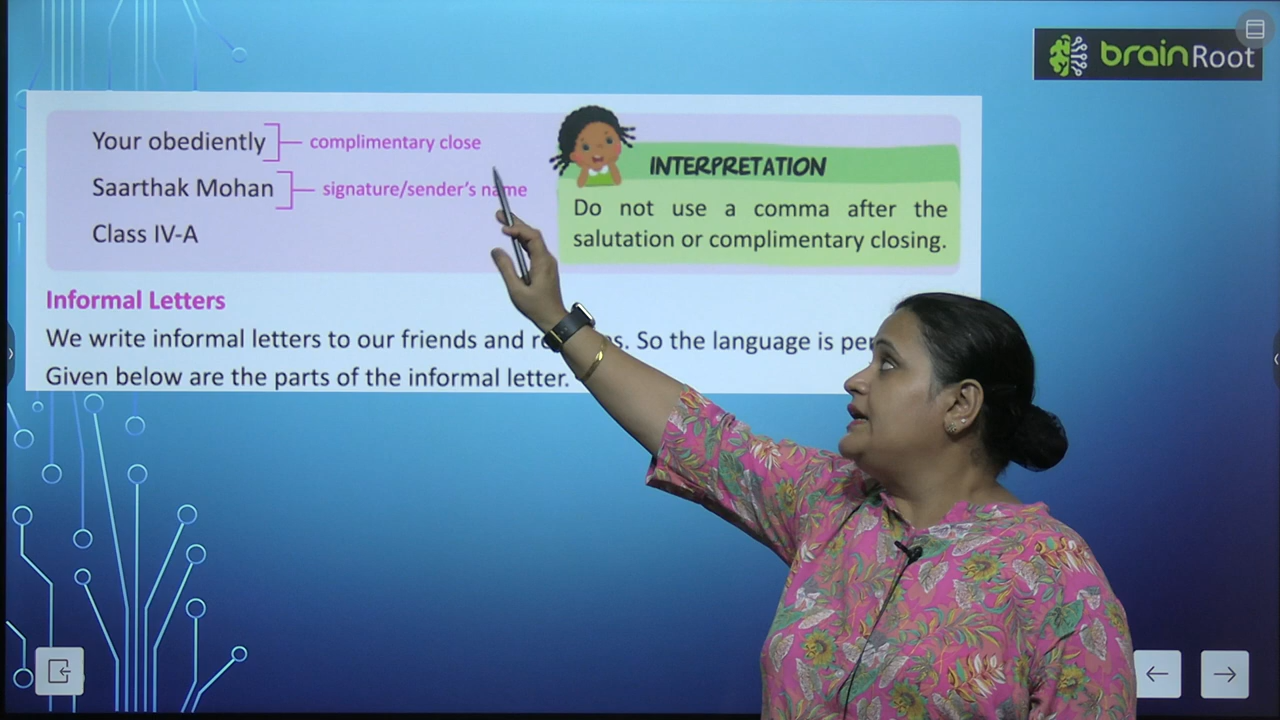 brainRoot
Your obediently
complimentary close
Saarthak Mohan
signature/sender's name
Class IV-A
INTERPRETATION
Do not use a comma after the
salutation or complimentary closing.
Informal Letters
We write informal letters to our friends and . So the language is
Given below are the parts of the informal letter.